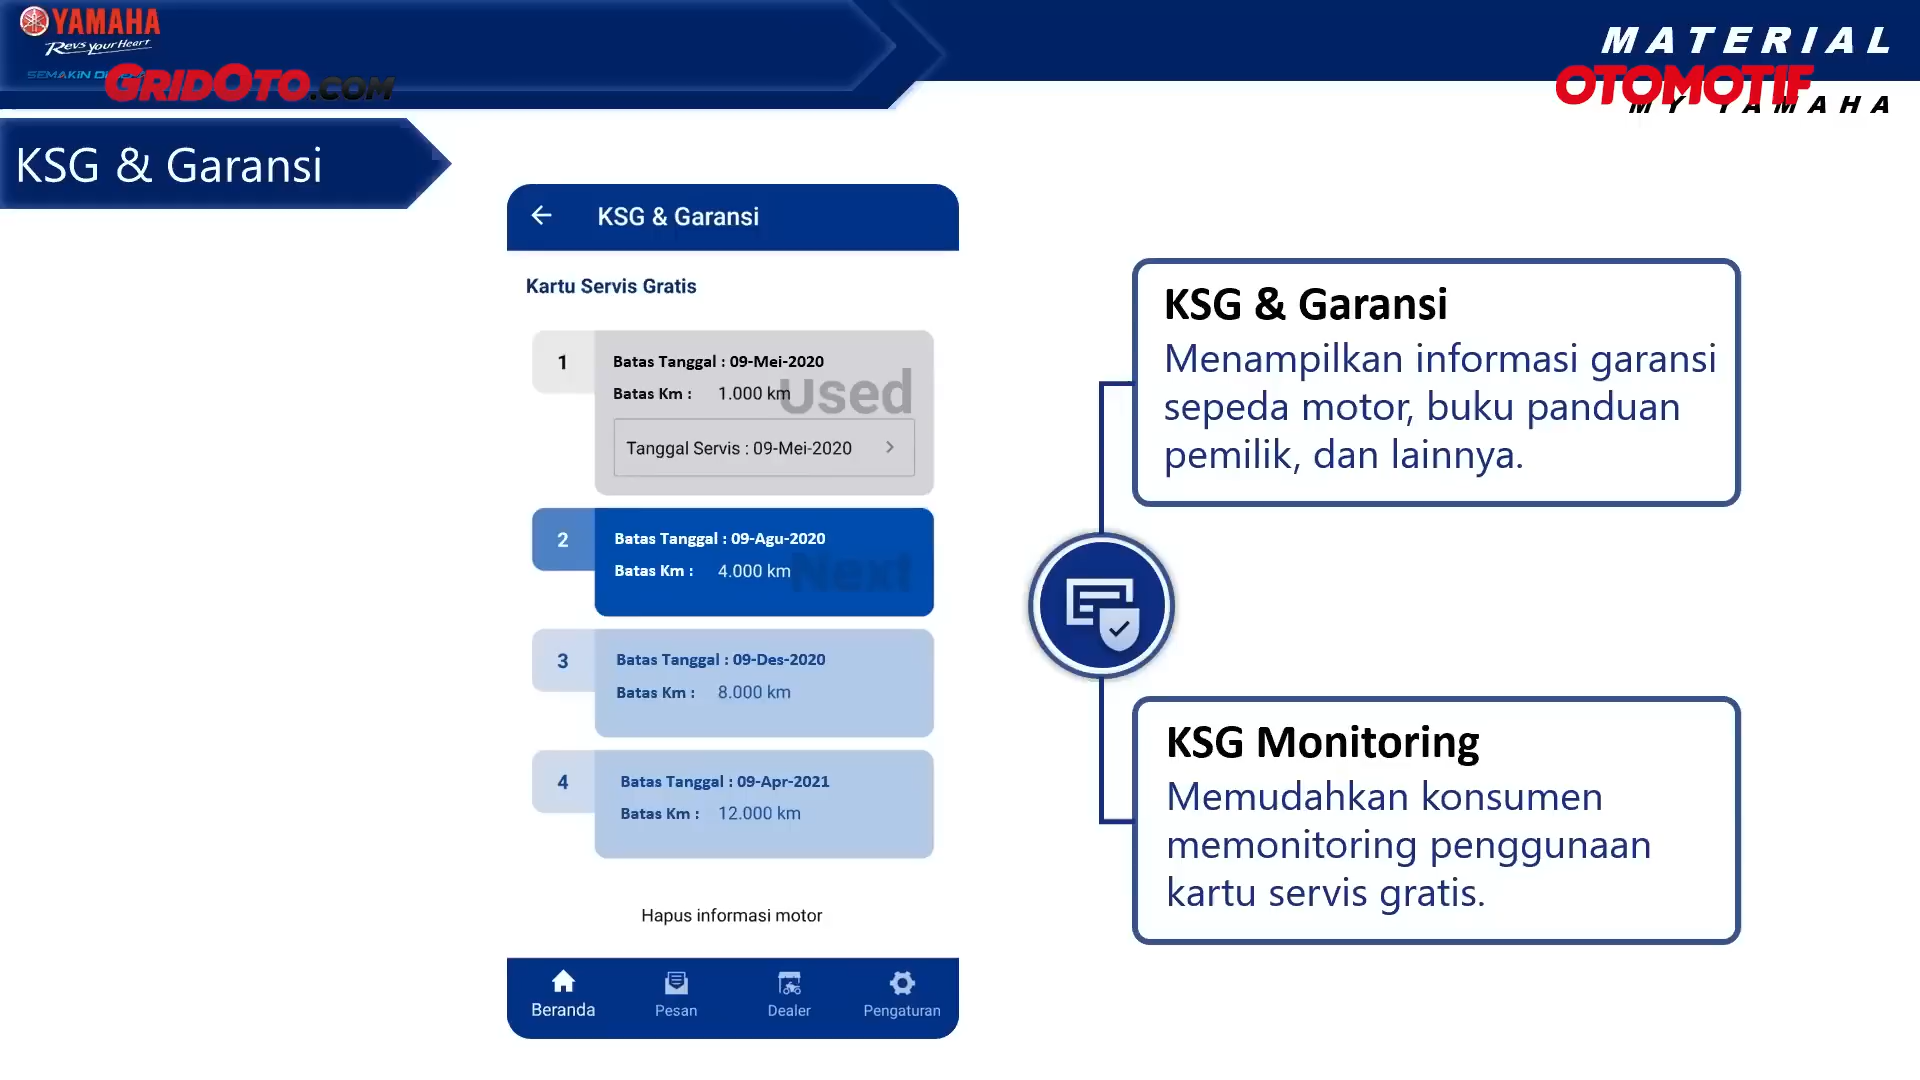 YAMAHA
Revs your Heart
SEMAKIN DI
GRIDOTO.COM
MATERIAL
OTOMOTIF
MY YAMAHA
KSG & Garansi
KSG & Garansi
Kartu Servis Gratis
1
Batas Tanggal : 09-Mei-2020
Batas Km : 1.000 km
Used
Tanggal Servis : 09-Mei-2020
2
Batas Tanggal : 09-Agu-2020
Batas Km : 4.000 km
Next
3
Batas Tanggal : 09-Des-2020
Batas Km : 8.000 km
4
Batas Tanggal : 09-Apr-2021
Batas Km : 12.000 km
Hapus informasi motor
Beranda
Pesan
Dealer
Pengaturan
KSG & Garansi
Menampilkan informasi garansi
sepeda motor, buku panduan
pemilik, dan lainnya.
KSG Monitoring
Memudahkan konsumen
memonitoring penggunaan
kartu servis gratis.